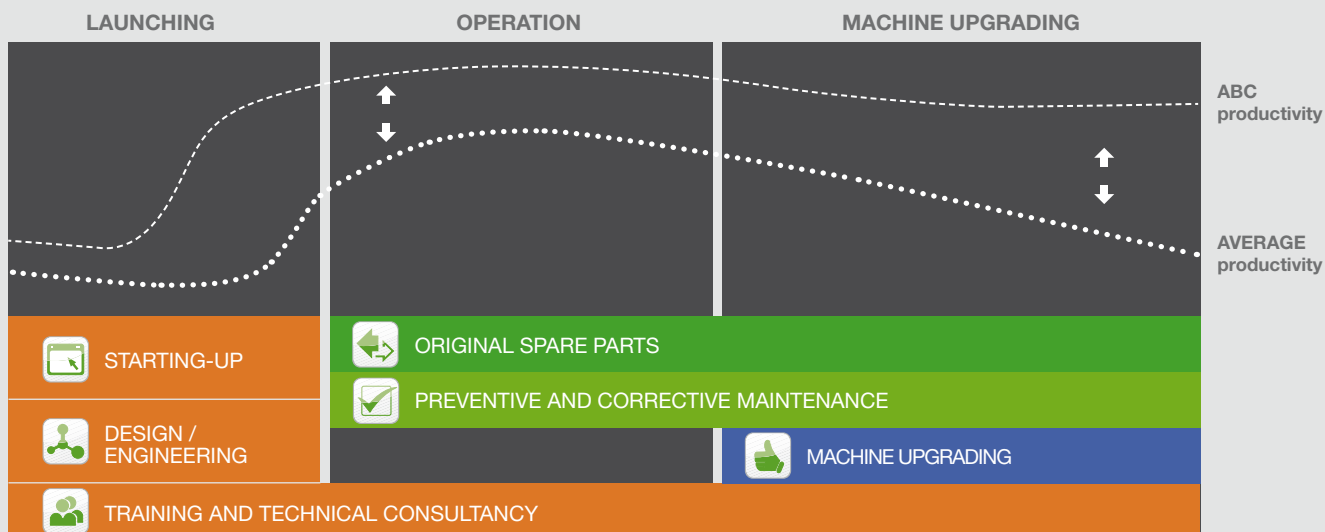 LAUNCHING
OPERATION
MACHINE UPGRADING
ABC
productivity
AVERAGE
productivity
STARTING-UP
ORIGINAL SPARE PARTS
PREVENTIVE AND CORRECTIVE MAINTENANCE
DESIGN /
ENGINEERING
MACHINE UPGRADING
TRAINING AND TECHNICAL CONSULTANCY